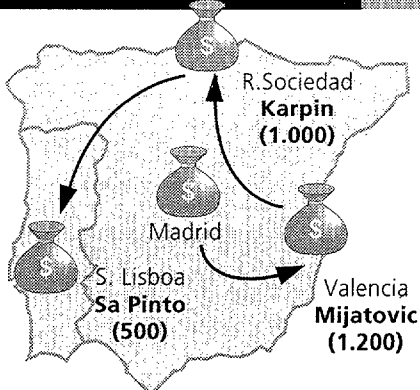 $
R.Sociedad
Karpin
(1.000)
$
Madrid
$
Valencia
Mijatovic
(1.200)
$
S. Lisboa
Sa Pinto
(500)